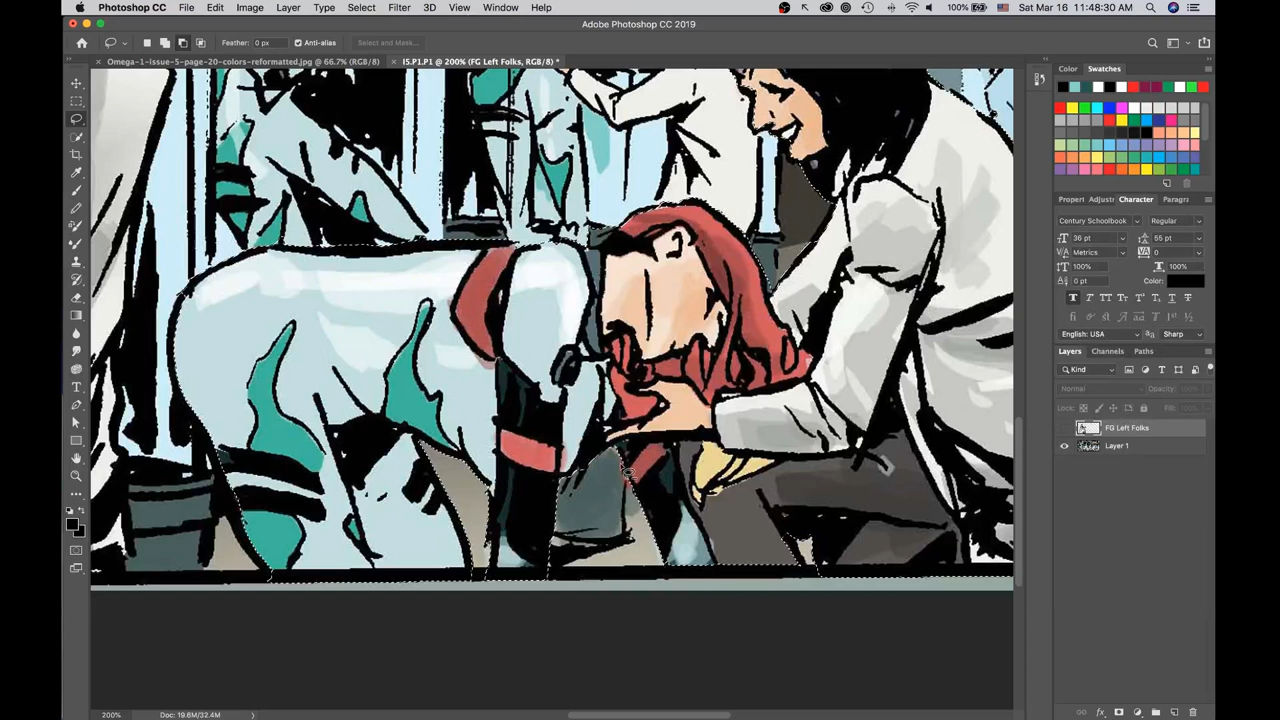 Photoshop CC File Edit Image Layer Type Select Filter 3D View Window Help 100% Sat Mar 16 11:48:30 AM
Adobe Photoshop CC 2019
Feather: 0 px Anti-alias Select and Mask...
Omega-1-issue-5-page-20-colors-reformatted.jpg @ 66.7% (RGB/8) I5.P1.P1 @ 200% (FG Left Folks, RGB/8) *
Color Swatches
Propert Adjustr Character Paragra
Century Schoolbook Regular
36 pt 55 pt
Metrics 0
100% 100%
0 pt Color:
English: USA Sharp
Layers Channels Paths
Kind
Normal Opacity: 100%
Lock: Fill: 100%
FG Left Folks
Layer 1
200% Doc: 19.6M/32.4M